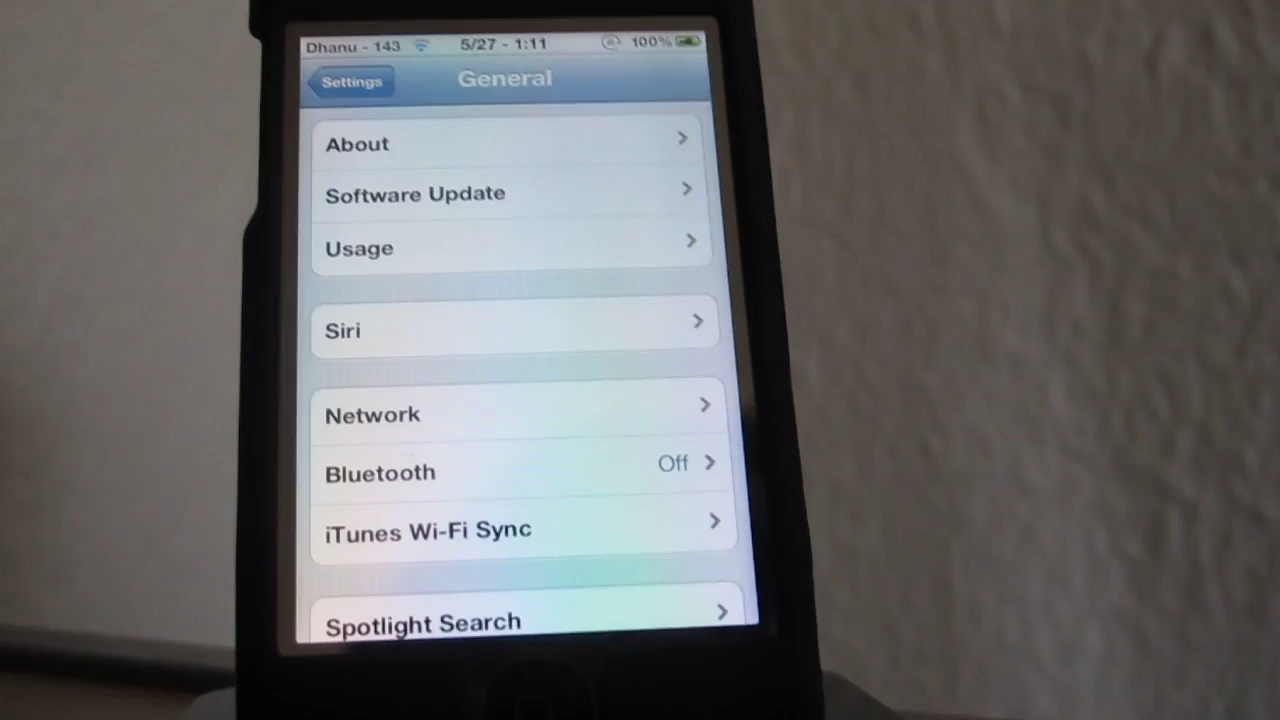 Dhanu - 143 5/27 - 1:11 100%
Settings General
About
Software Update
Usage
Siri
Network
Bluetooth Off
iTunes Wi-Fi Sync
Spotlight Search